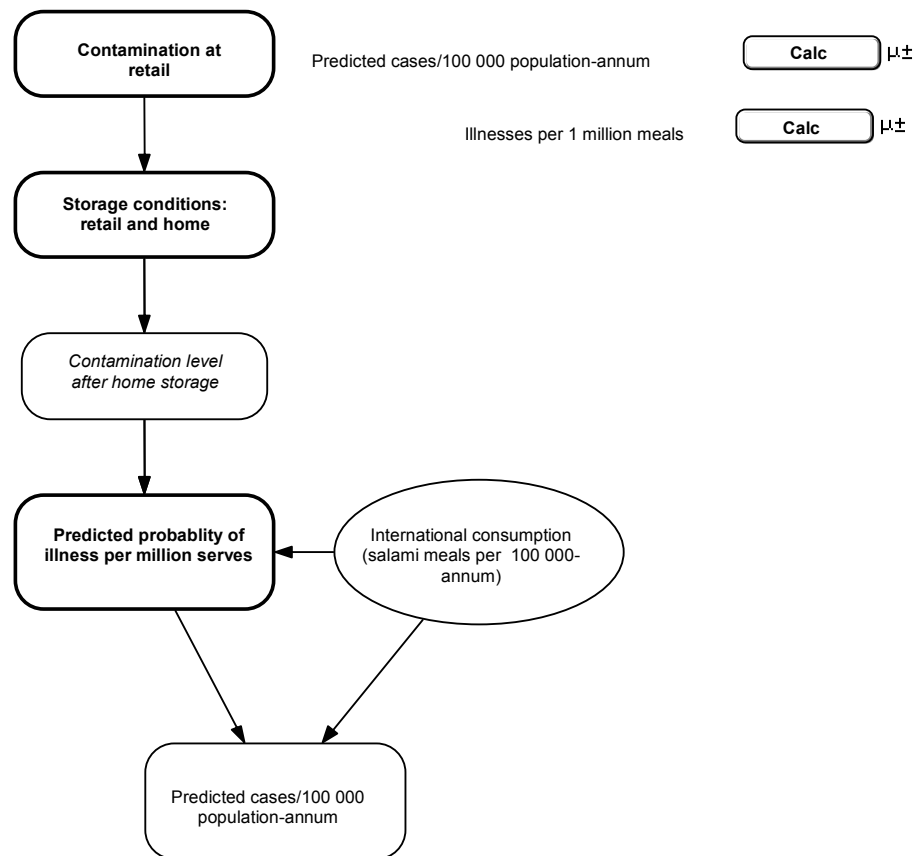 Contamination at
retail
Predicted cases/100 000 population-annum
Calc
μ±
Illnesses per 1 million meals
Calc
μ±
Storage conditions:
retail and home
Contamination level
after home storage
Predicted probablity of
illness per million serves
International consumption
(salami meals per 100 000-
annum)
Predicted cases/100 000
population-annum